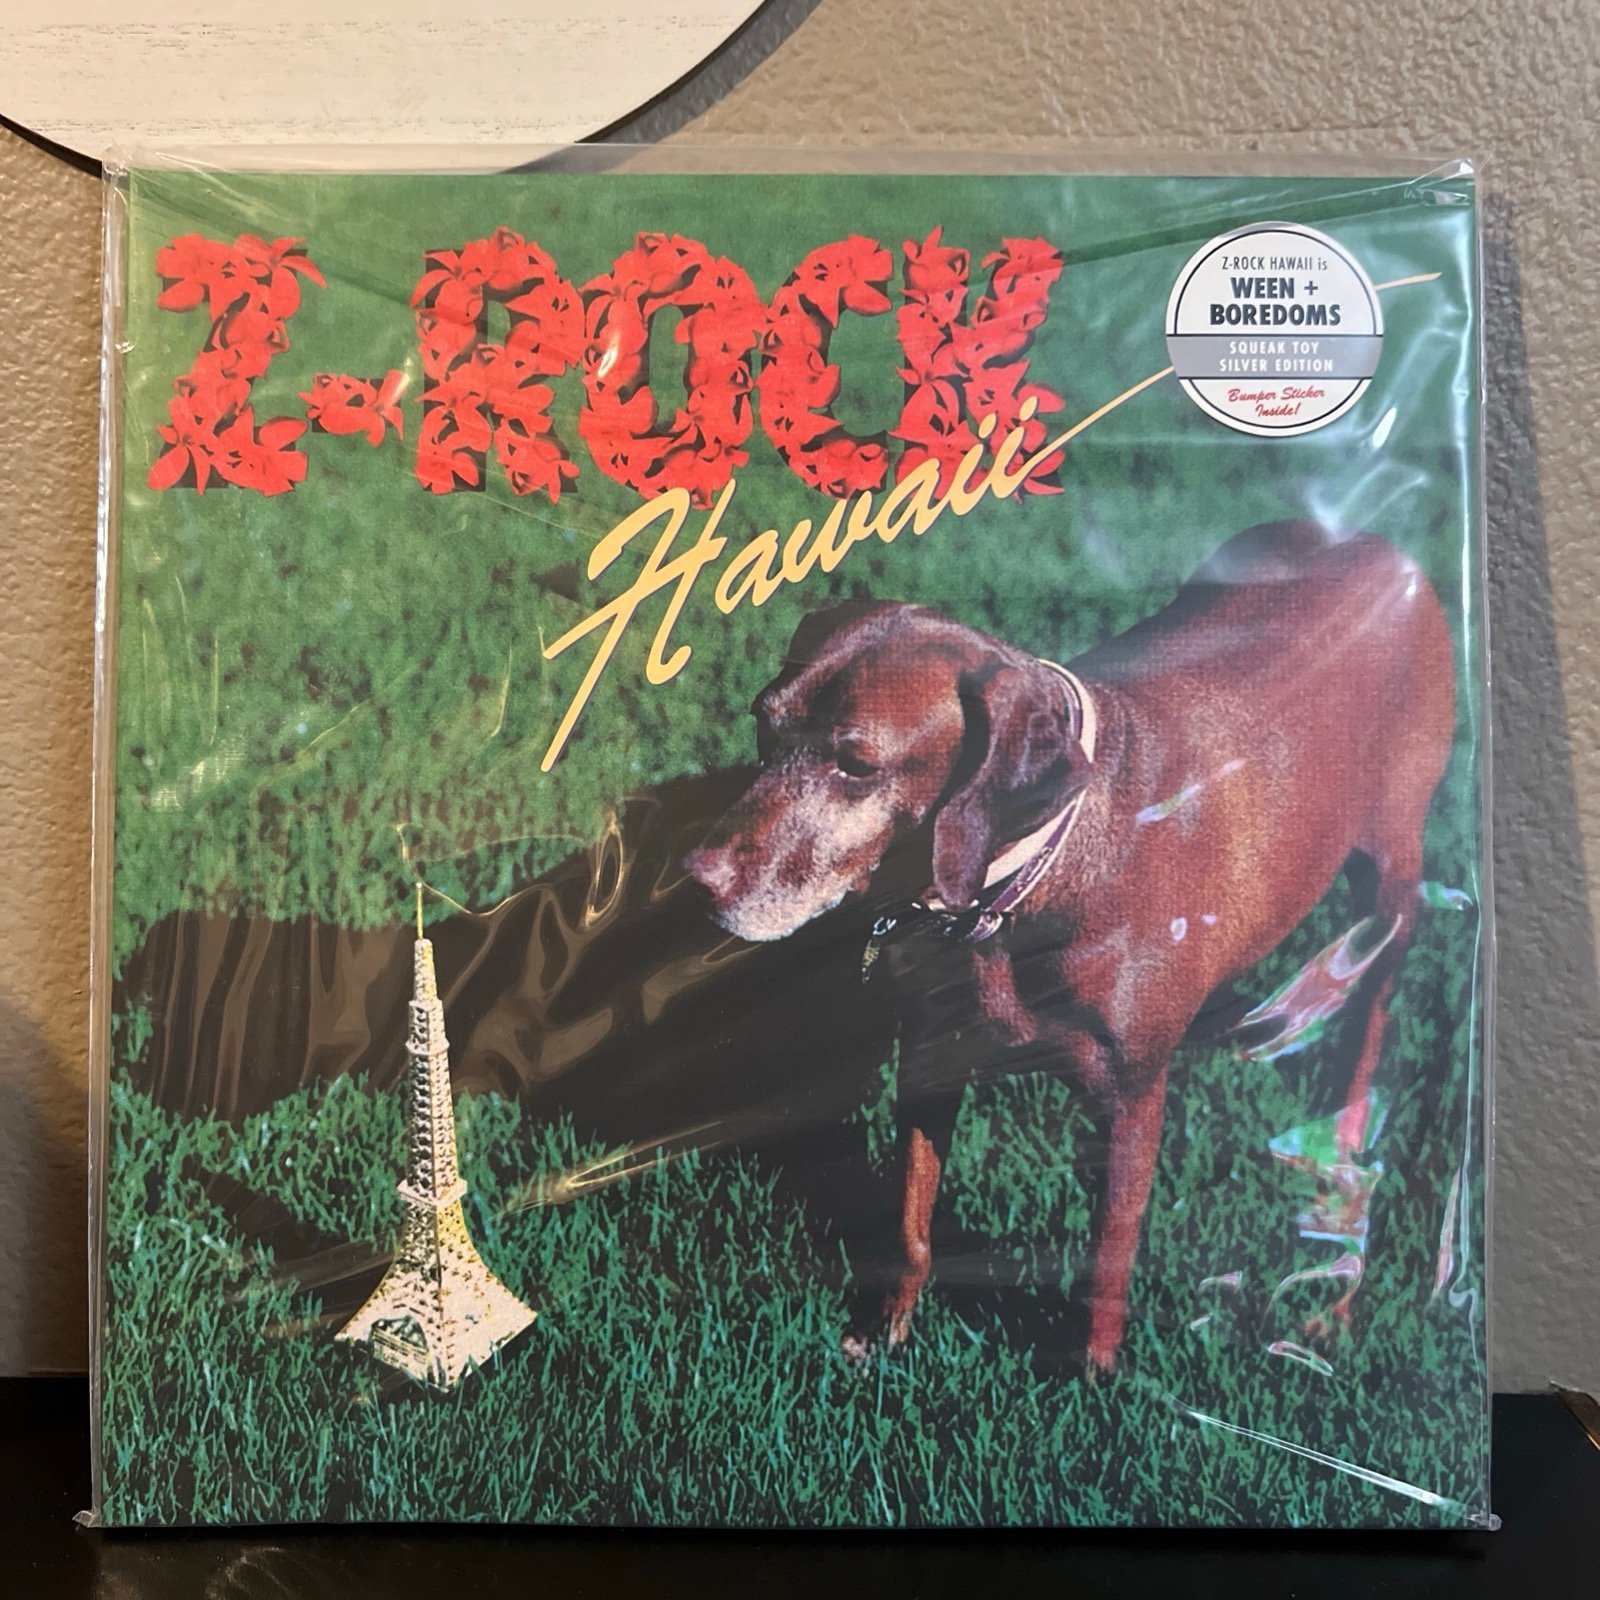 Z-ROCK
Hawaii
Z-ROCK HAWAII is
WEEN +
BOREDOMS
SQUEAK TOY
SILVER EDITION
Bumper Sticker
Inside!